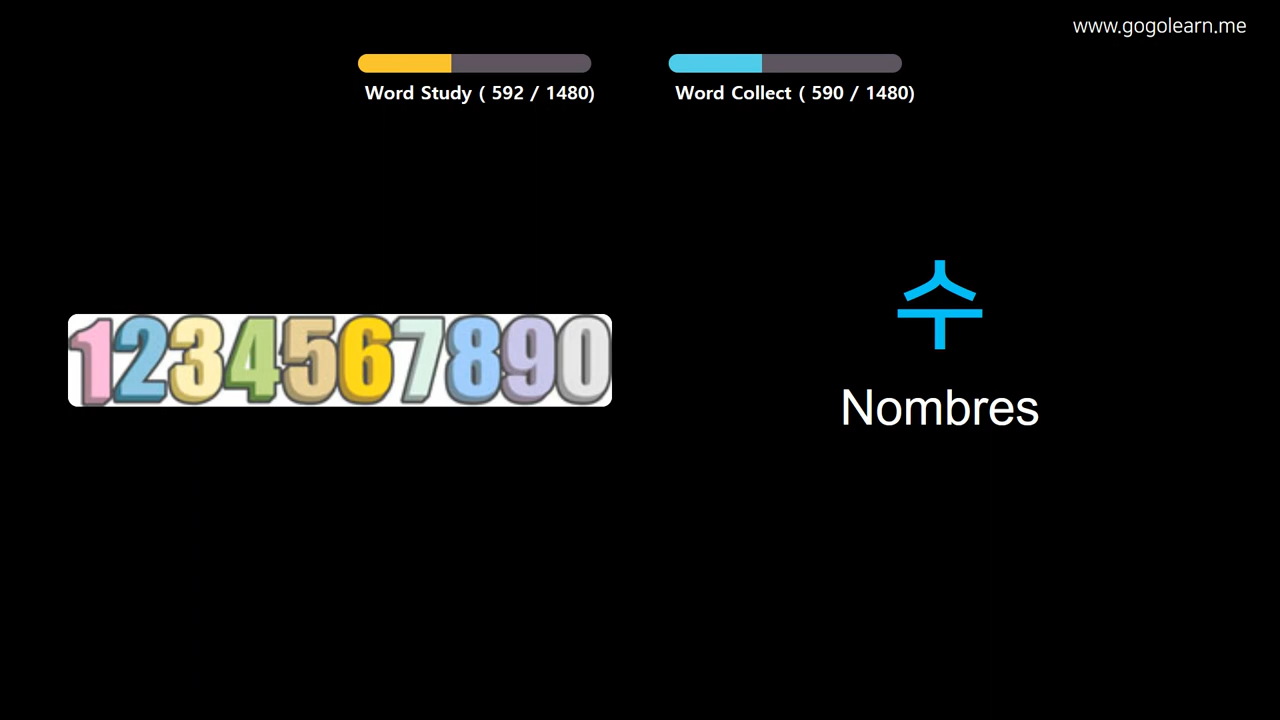 www.gogolearn.me
Word Study ( 592 / 1480)
Word Collect ( 590 / 1480)
1234567890
수
Nombres